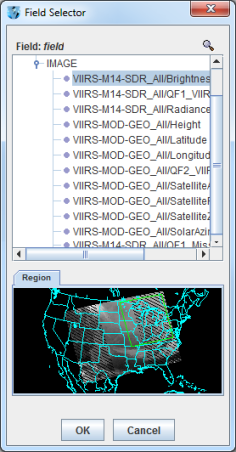 Field Selector
Field: field
IMAGE
VIIRS-M14-SDR_All/Brightnes
VIIRS-M14-SDR_All/QF1_VIIR
VIIRS-M14-SDR_All/Radiance
VIIRS-MOD-GEO_All/Height
VIIRS-MOD-GEO_All/Latitude
VIIRS-MOD-GEO_All/Longitud
VIIRS-MOD-GEO_All/QF2_VIIR
VIIRS-MOD-GEO_All/SatelliteA
VIIRS-MOD-GEO_All/SatelliteR
VIIRS-MOD-GEO_All/SatelliteZ
VIIRS-MOD-GEO_All/SolarAzin
VIIRS-M14-SDR_All/QF1_Miss
Region
OK Cancel